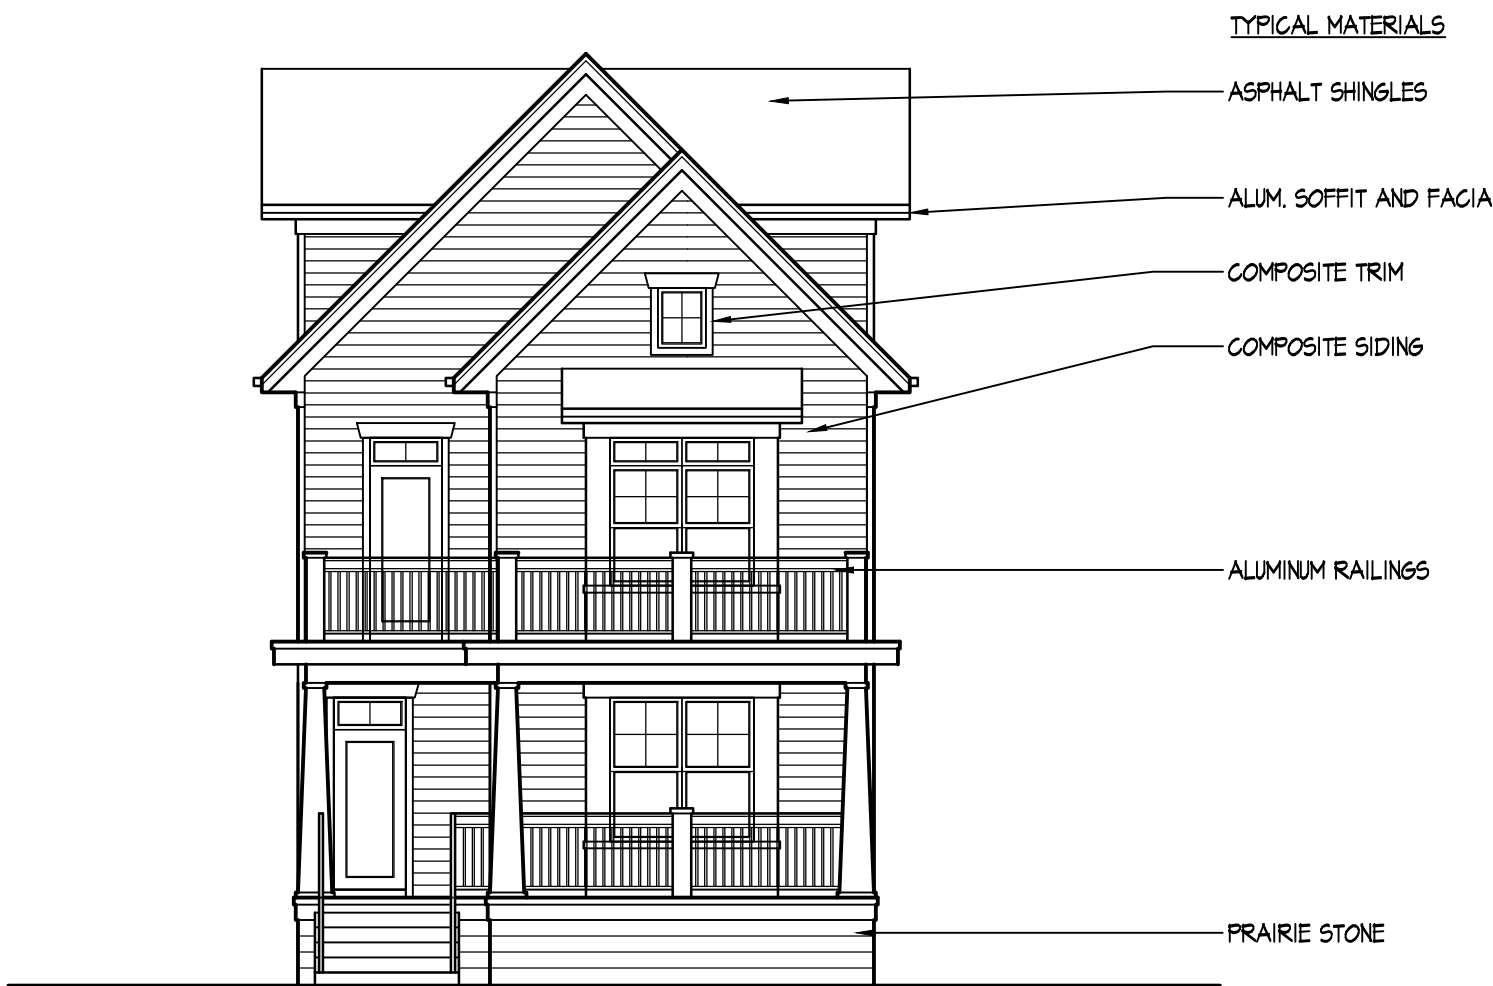 TYPICAL MATERIALS
ASPHALT SHINGLES
ALUM. SOFFIT AND FACIA
COMPOSITE TRIM
COMPOSITE SIDING
ALUMINUM RAILINGS
PRAIRIE STONE